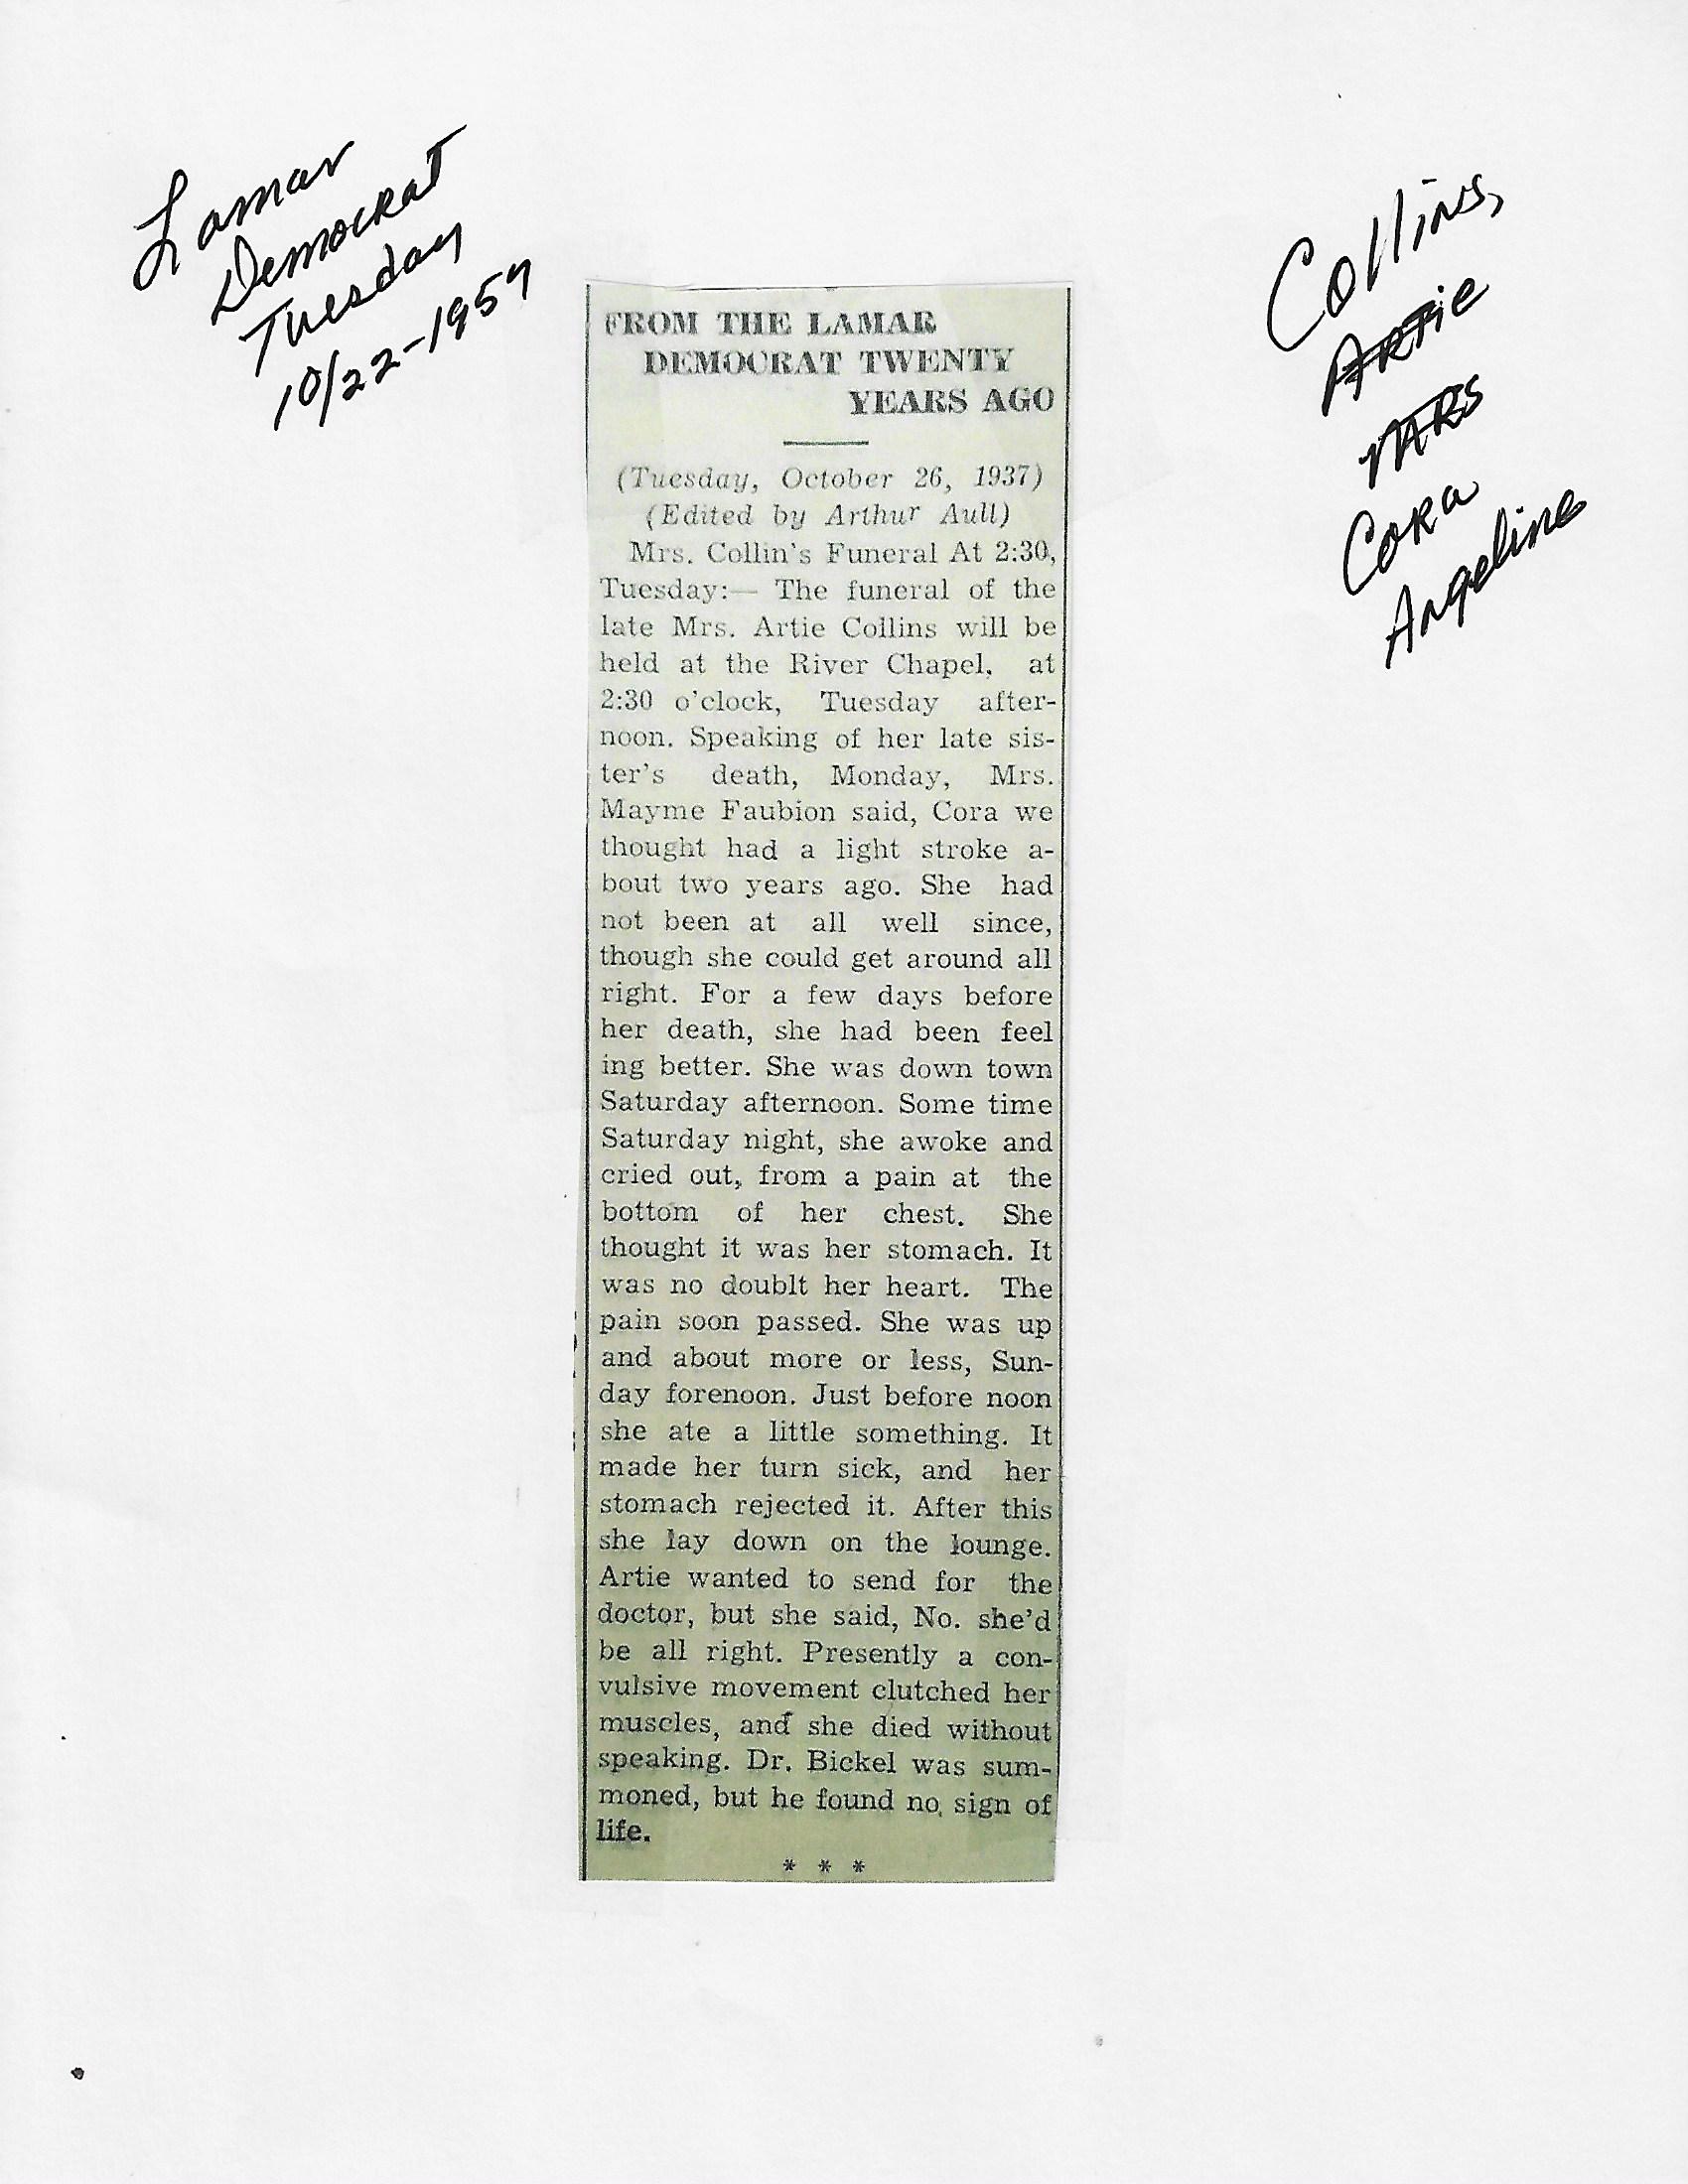 Lamar
Democrat
Tuesday
10/22-1957
Collins,
Artie
MRS
Cora
Angeline
FROM THE LAMAR
DEMOCRAT TWENTY
YEARS AGO
(Tuesday, October 26, 1937)
(Edited by Arthur Aull)
Mrs. Collin's Funeral At 2:30,
Tuesday:— The funeral of the
late Mrs. Artie Collins will be
held at the River Chapel, at
2:30 o'clock, Tuesday after-
noon. Speaking of her late sis-
ter's death, Monday, Mrs.
Mayme Faubion said, Cora we
thought had a light stroke a-
bout two years ago. She had
not been at all well since,
though she could get around all
right. For a few days before
her death, she had been feel
ing better. She was down town
Saturday afternoon. Some time
Saturday night, she awoke and
cried out, from a pain at the
bottom of her chest. She
thought it was her stomach. It
was no doublt her heart. The
pain soon passed. She was up
and about more or less, Sun-
day forenoon. Just before noon
she ate a little something. It
made her turn sick, and her
stomach rejected it. After this
she lay down on the lounge.
Artie wanted to send for the
doctor, but she said, No. she'd
be all right. Presently a con-
vulsive movement clutched her
muscles, and she died without
speaking. Dr. Bickel was sum-
moned, but he found no sign of
life.
* * *